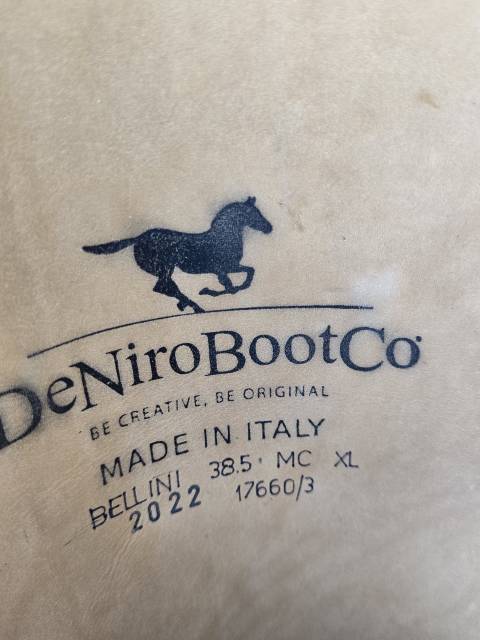 DeNiroBootCo
BE CREATIVE, BE ORIGINAL
MADE IN ITALY
BELLINI 38.5 MC XL
2022 17660/3